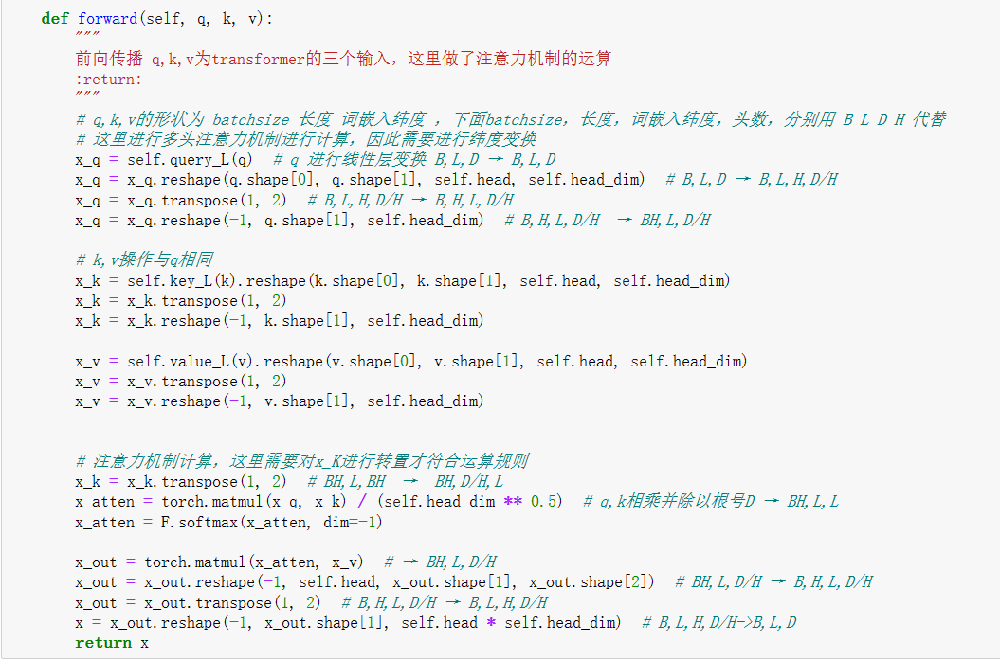 def forward(self, q, k, v):
"""
前向传播 q,k,v为transformer的三个输入，这里做了注意力机制的运算
:return:
"""
# q,k,v的形状为 batchsize 长度 词嵌入纬度 ，下面batchsize，长度，词嵌入纬度，头数，分别用 B L D H 代替
# 这里进行多头注意力机制进行计算，因此需要进行纬度变换
x_q = self.query_L(q)  # q 进行线性层变换 B,L,D → B,L,D
x_q = x_q.reshape(q.shape[0], q.shape[1], self.head, self.head_dim)  # B,L,D → B,L,H,D/H
x_q = x_q.transpose(1, 2)  # B,L,H,D/H → B,H,L,D/H
x_q = x_q.reshape(-1, q.shape[1], self.head_dim)  # B,H,L,D/H  → BH,L,D/H
# k,v操作与q相同
x_k = self.key_L(k).reshape(k.shape[0], k.shape[1], self.head, self.head_dim)
x_k = x_k.transpose(1, 2)
x_k = x_k.reshape(-1, k.shape[1], self.head_dim)
x_v = self.value_L(v).reshape(v.shape[0], v.shape[1], self.head, self.head_dim)
x_v = x_v.transpose(1, 2)
x_v = x_v.reshape(-1, v.shape[1], self.head_dim)
# 注意力机制计算，这里需要对x_K进行转置才符合运算规则
x_k = x_k.transpose(1, 2)  # BH,L,BH  →  BH,D/H,L
x_atten = torch.matmul(x_q, x_k) / (self.head_dim ** 0.5)  # q,k相乘并除以根号D → BH,L,L
x_atten = F.softmax(x_atten, dim=-1)
x_out = torch.matmul(x_atten, x_v)  # → BH,L,D/H
x_out = x_out.reshape(-1, self.head, x_out.shape[1], x_out.shape[2])  # BH,L,D/H → B,H,L,D/H
x_out = x_out.transpose(1, 2)  # B,H,L,D/H → B,L,H,D/H
x = x_out.reshape(-1, x_out.shape[1], self.head * self.head_dim)  # B,L,H,D/H->B,L,D
return x